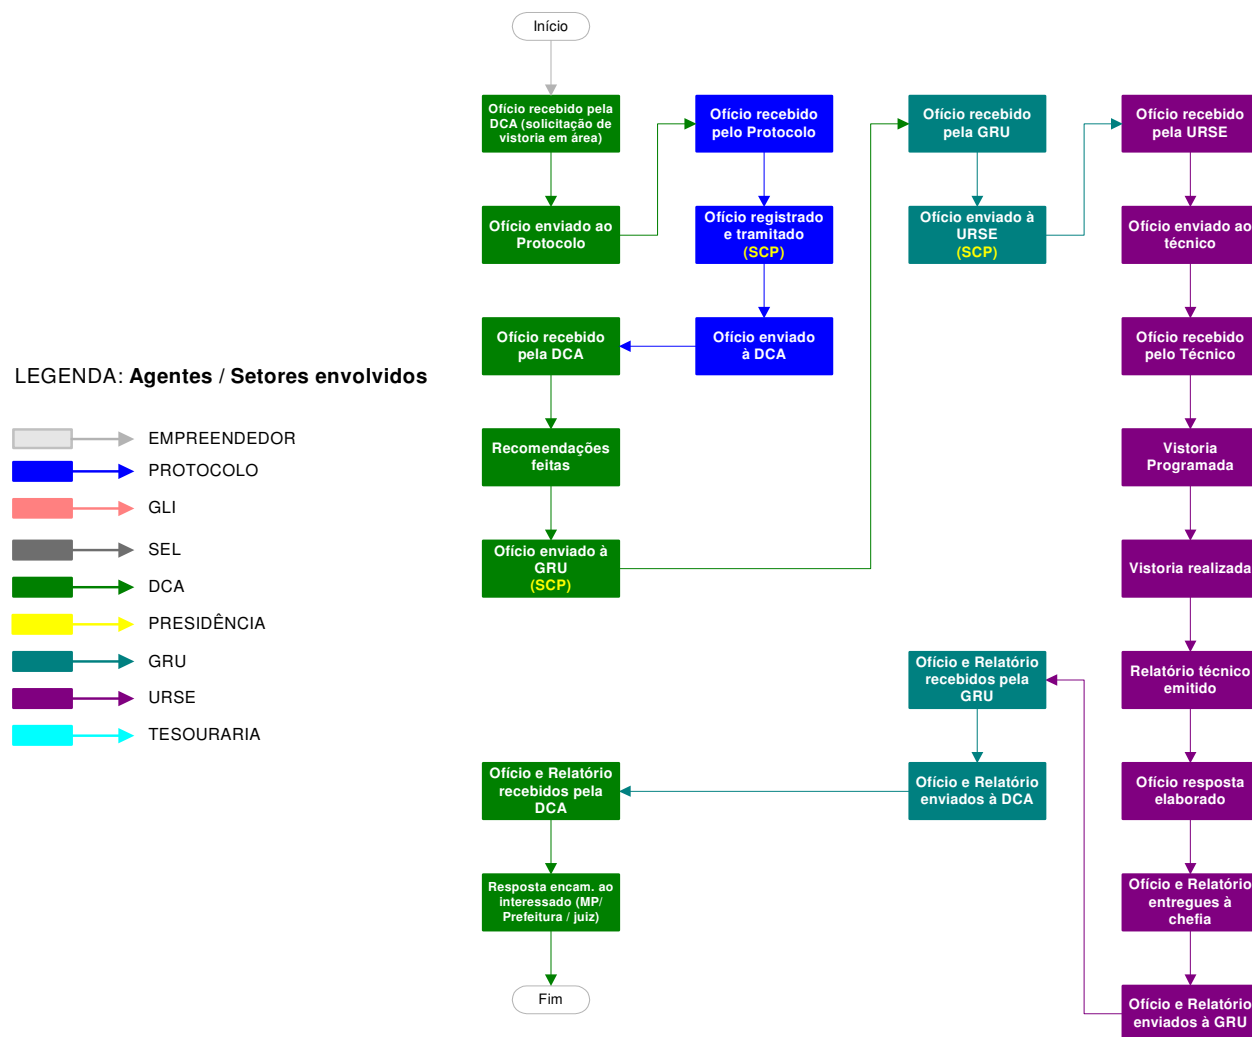 Início
Ofício recebido pela
DCA (solicitação de
vistoria em área)
Ofício enviado ao
Protocolo
Ofício recebido
pelo Protocolo
Ofício registrado
e tramitado
(SCP)
Ofício enviado
à DCA
Ofício recebido
pela DCA
Recomendações
feitas
Ofício enviado à
GRU
(SCP)
Ofício recebido
pela GRU
Ofício enviado à
URSE
(SCP)
Ofício recebido
pela URSE
Ofício enviado ao
técnico
Ofício recebido
pelo Técnico
Vistoria
Programada
Vistoria realizada
Relatório técnico
emitido
Ofício resposta
elaborado
Ofício e Relatório
entregues à
chefia
Ofício e Relatório
enviados à GRU
Ofício e Relatório
recebidos pela
GRU
Ofício e Relatório
enviados à DCA
Ofício e Relatório
recebidos pela
DCA
Resposta encam. ao
interessado (MP/
Prefeitura / juiz)
Fim
LEGENDA: Agentes / Setores envolvidos
EMPREENDEDOR
PROTOCOLO
GLI
SEL
DCA
PRESIDÊNCIA
GRU
URSE
TESOURARIA